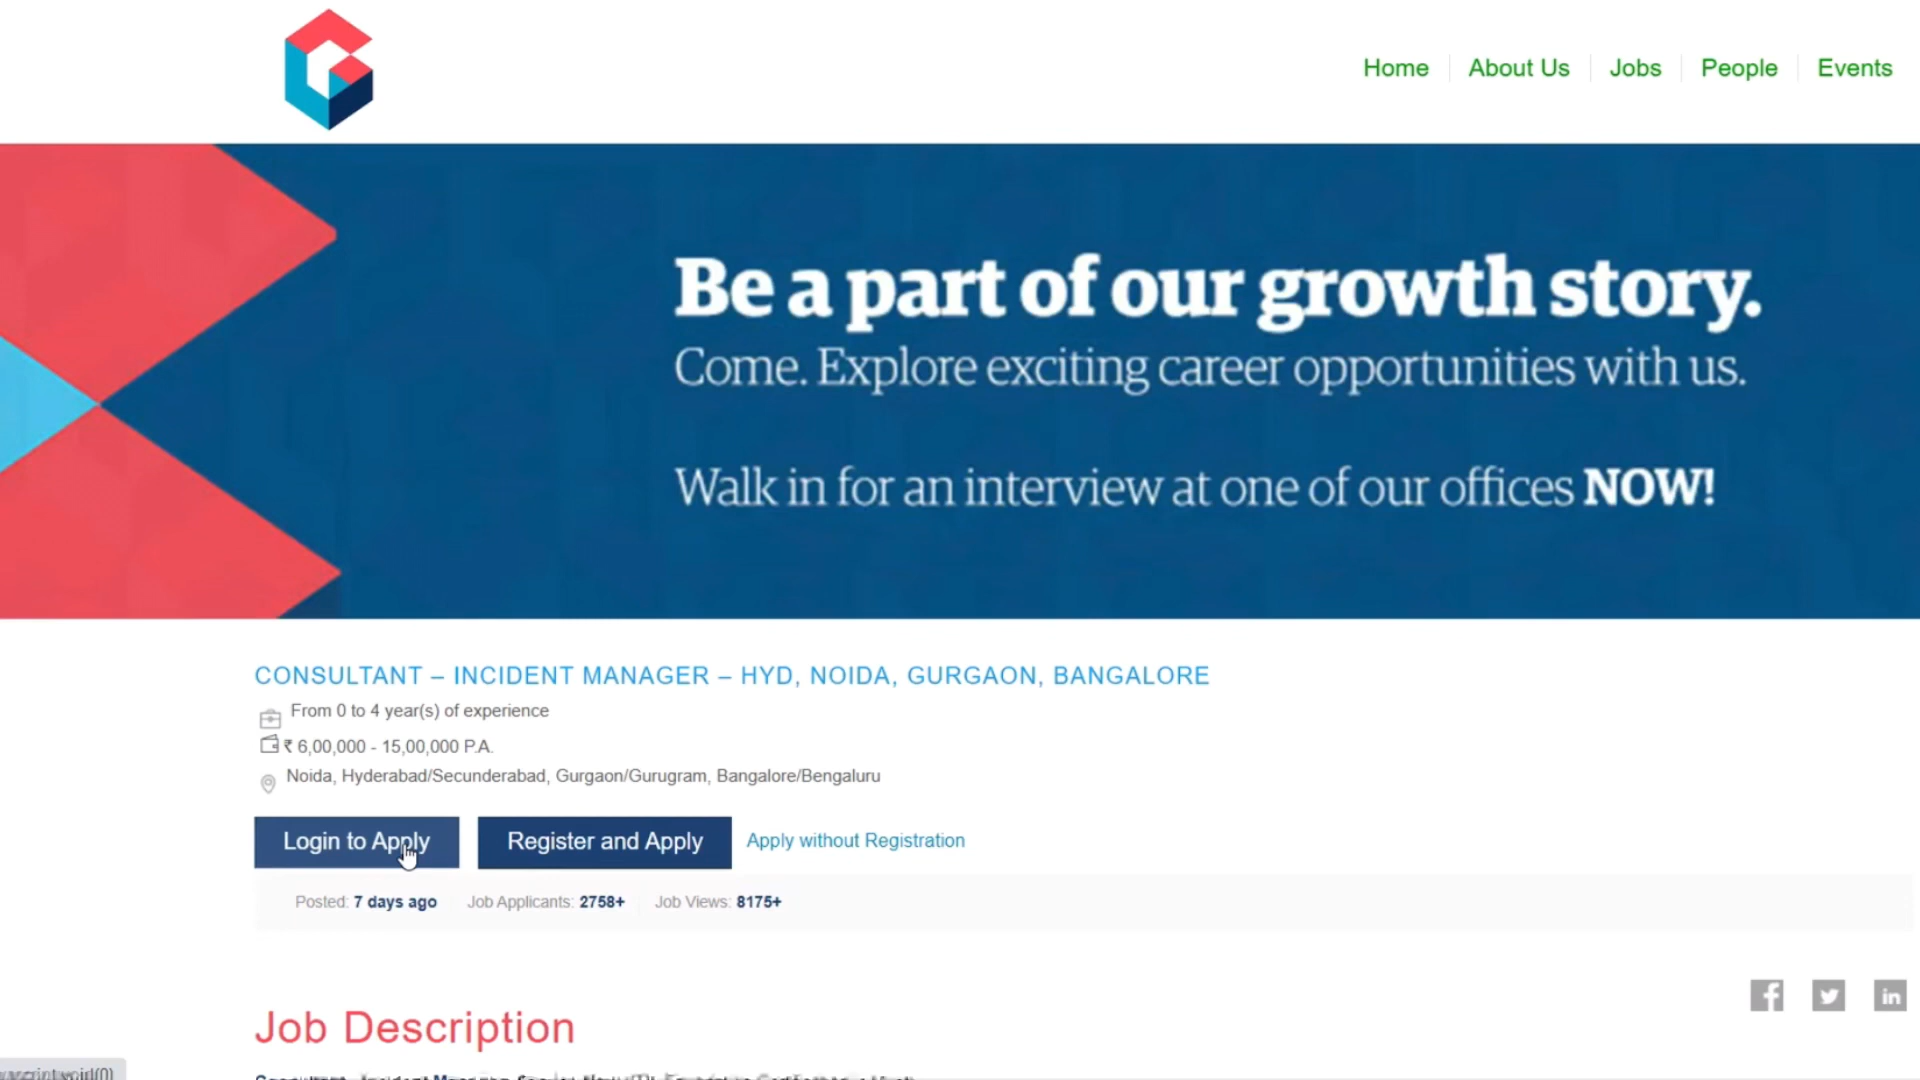 Home
About Us
Jobs
People
Events
Be a part of our growth story.
Come. Explore exciting career opportunities with us.
Walk in for an interview at one of our offices NOW!
CONSULTANT – INCIDENT MANAGER – HYD, NOIDA, GURGAON, BANGALORE
From 0 to 4 year(s) of experience
₹ 6,00,000 - 15,00,000 P.A.
Noida, Hyderabad/Secunderabad, Gurgaon/Gurugram, Bangalore/Bengaluru
Login to Apply
Register and Apply
Apply without Registration
Posted: 7 days ago
Job Applicants: 2758+
Job Views: 8175+
Job Description